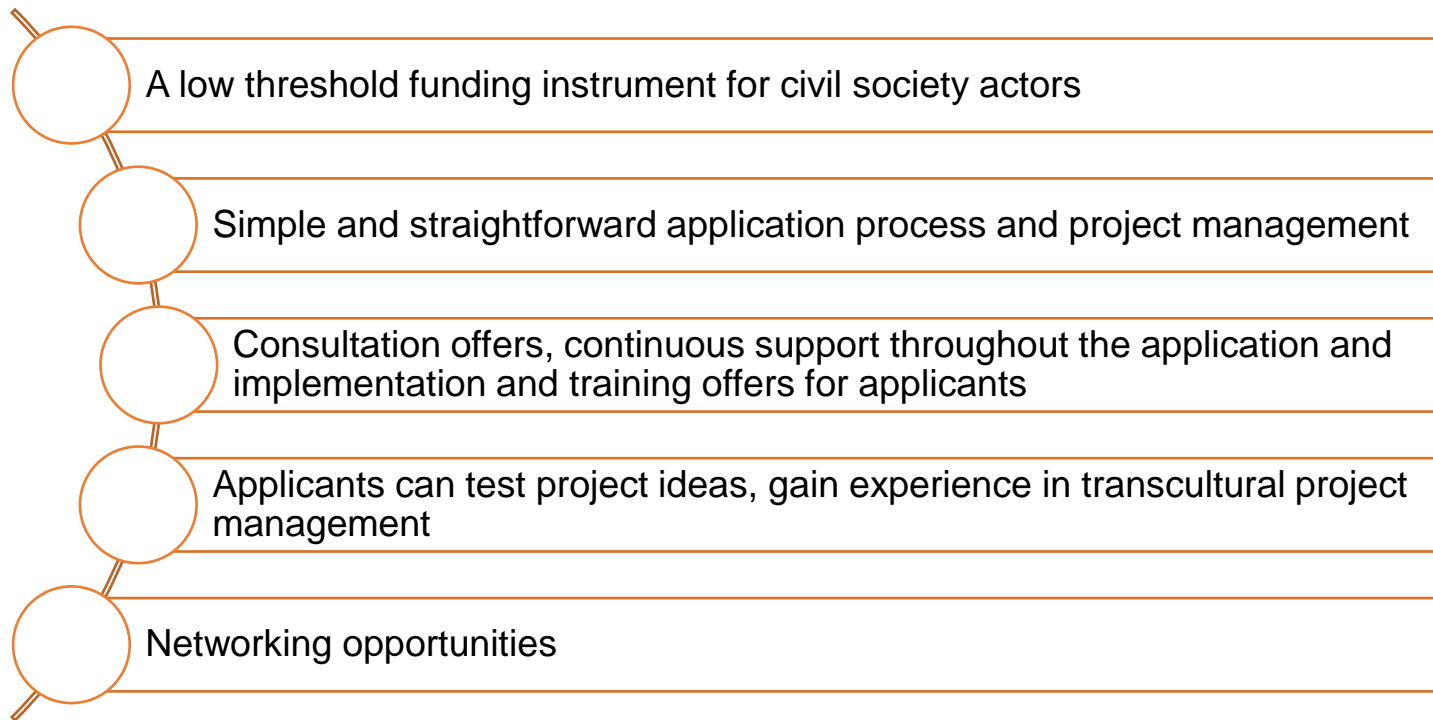 A low threshold funding instrument for civil society actors
Simple and straightforward application process and project management
Consultation offers, continuous support throughout the application and
implementation and training offers for applicants
Applicants can test project ideas, gain experience in transcultural project
management
Networking opportunities